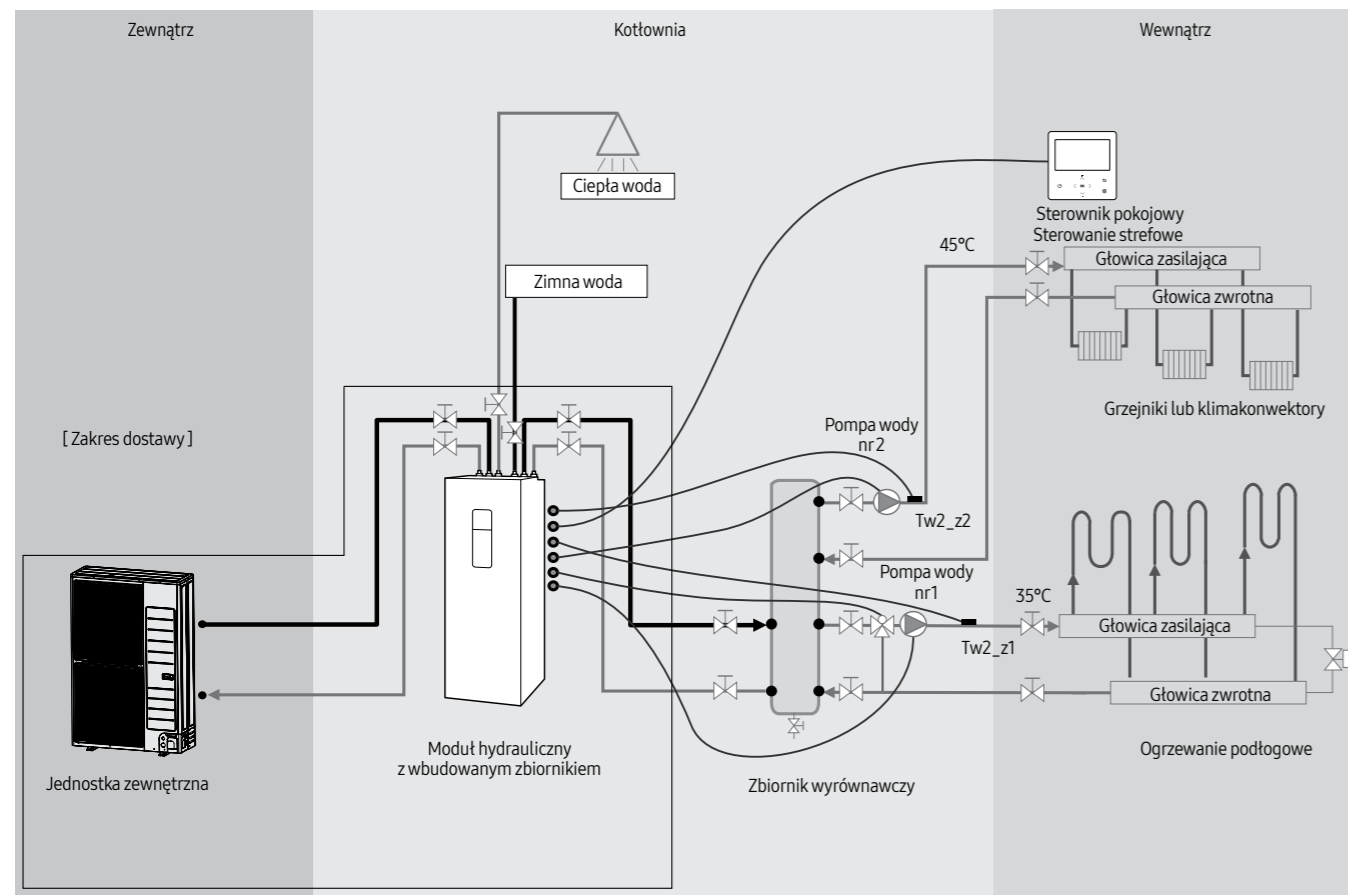 Zewnątrz
Kotłownia
Wewnątrz
Ciepła woda
Sterownik pokojowy
Sterowanie strefowe
45°C
Głowica zasilająca
Zimna woda
Głowica zwrotna
Grzejniki lub klimakonwektory
[ Zakres dostawy ]
Pompa wody
nr2
Tw2_z2
Pompa wody
nr1
35°C
Głowica zasilająca
Tw2_z1
Głowica zwrotna
Moduł hydrauliczny
z wbudowanym zbiornikiem
Ogrzewanie podłogowe
Jednostka zewnętrzna
Zbiornik wyrównawczy